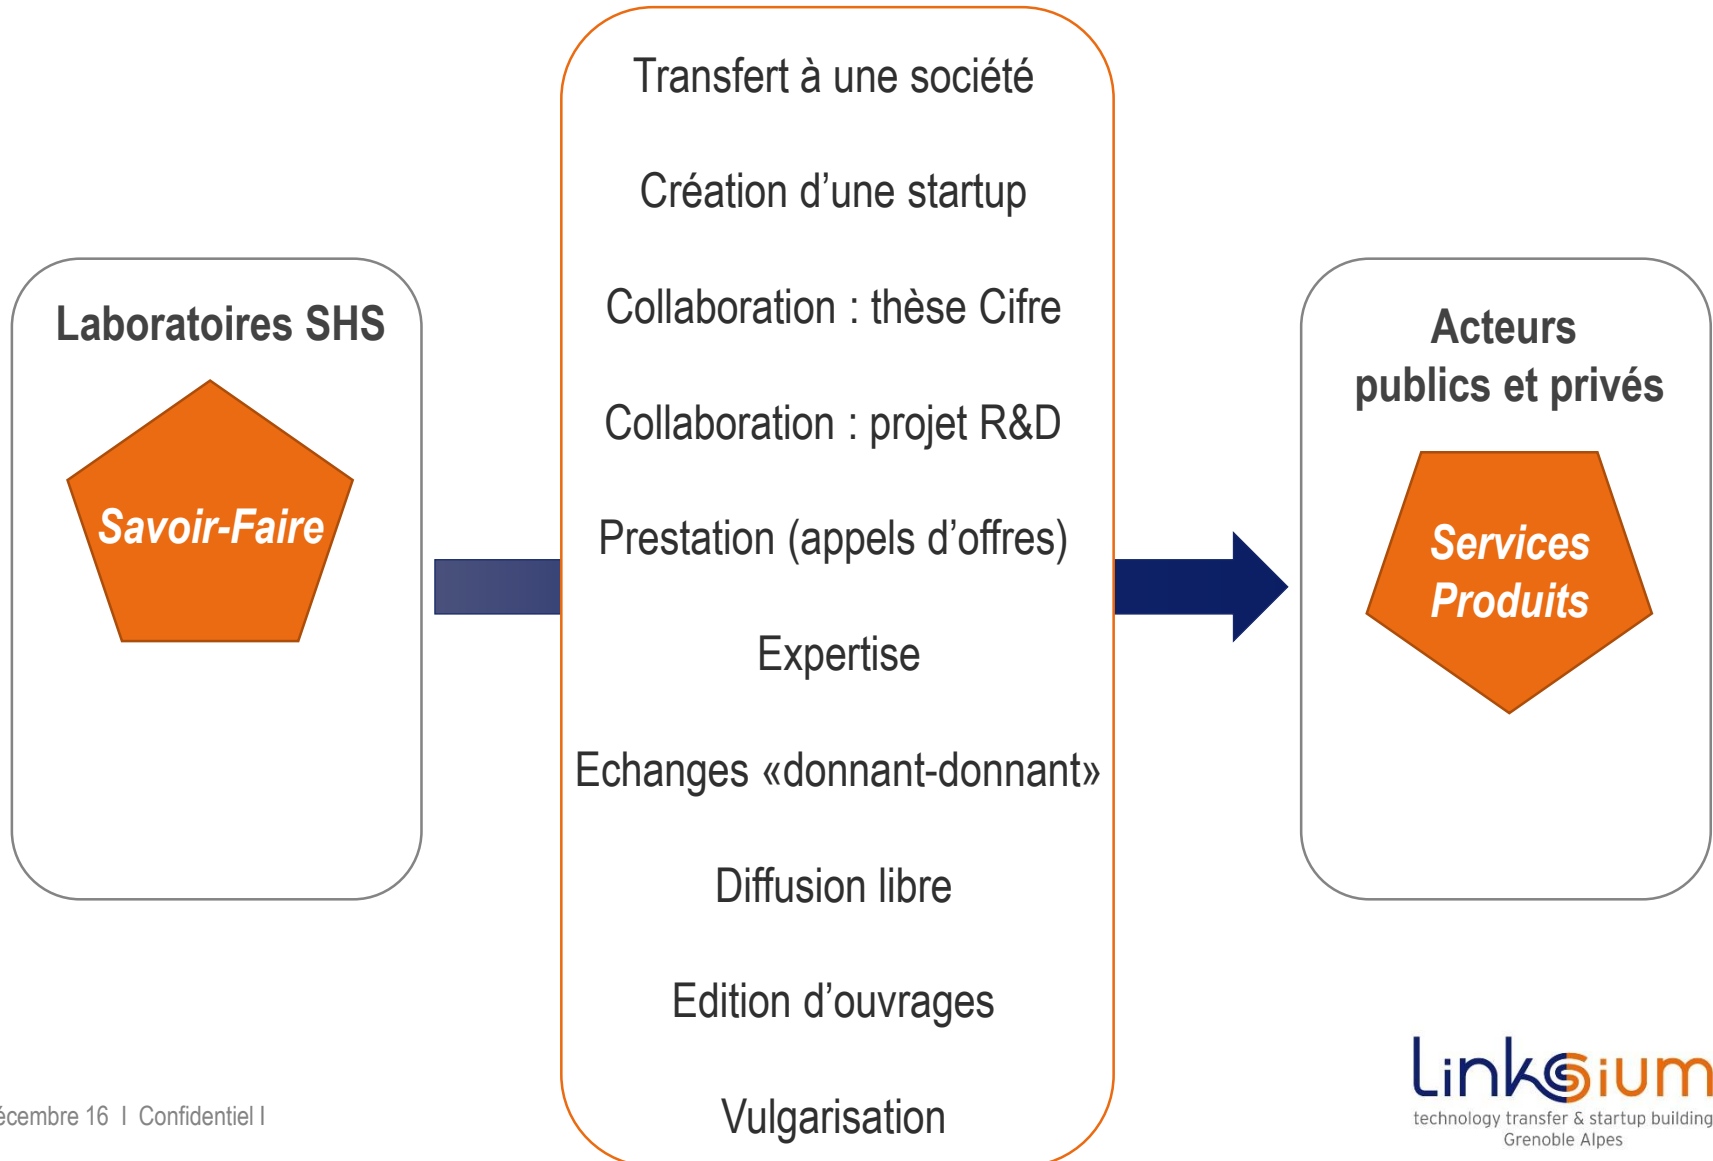 Transfert à une société
Création d’une startup
Collaboration : thèse Cifre
Collaboration : projet R&D
Prestation (appels d’offres)
Expertise
Echanges «donnant-donnant»
Diffusion libre
Edition d’ouvrages
Vulgarisation
Laboratoires SHS
Savoir-Faire
Acteurs
publics et privés
Services
Produits
écembre 16 I Confidentiel I
Linksium
technology transfer & startup building
Grenoble Alpes